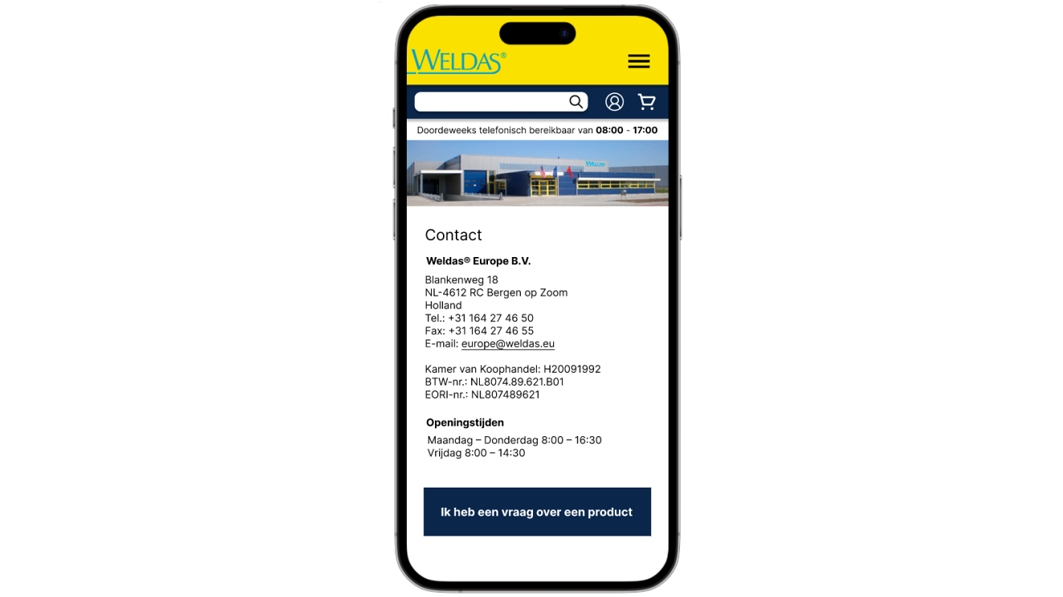 WELDAS®
Doordeweeks telefonisch bereikbaar van 08:00 - 17:00
WELDAS
Contact
Weldas® Europe B.V.
Blankenweg 18
NL-4612 RC Bergen op Zoom
Holland
Tel.: +31 164 27 46 50
Fax: +31 164 27 46 55
E-mail: europe@weldas.eu
Kamer van Koophandel: H20091992
BTW-nr.: NL8074.89.621.B01
EORI-nr.: NL807489621
Openingstijden
Maandag – Donderdag 8:00 – 16:30
Vrijdag 8:00 – 14:30
Ik heb een vraag over een product